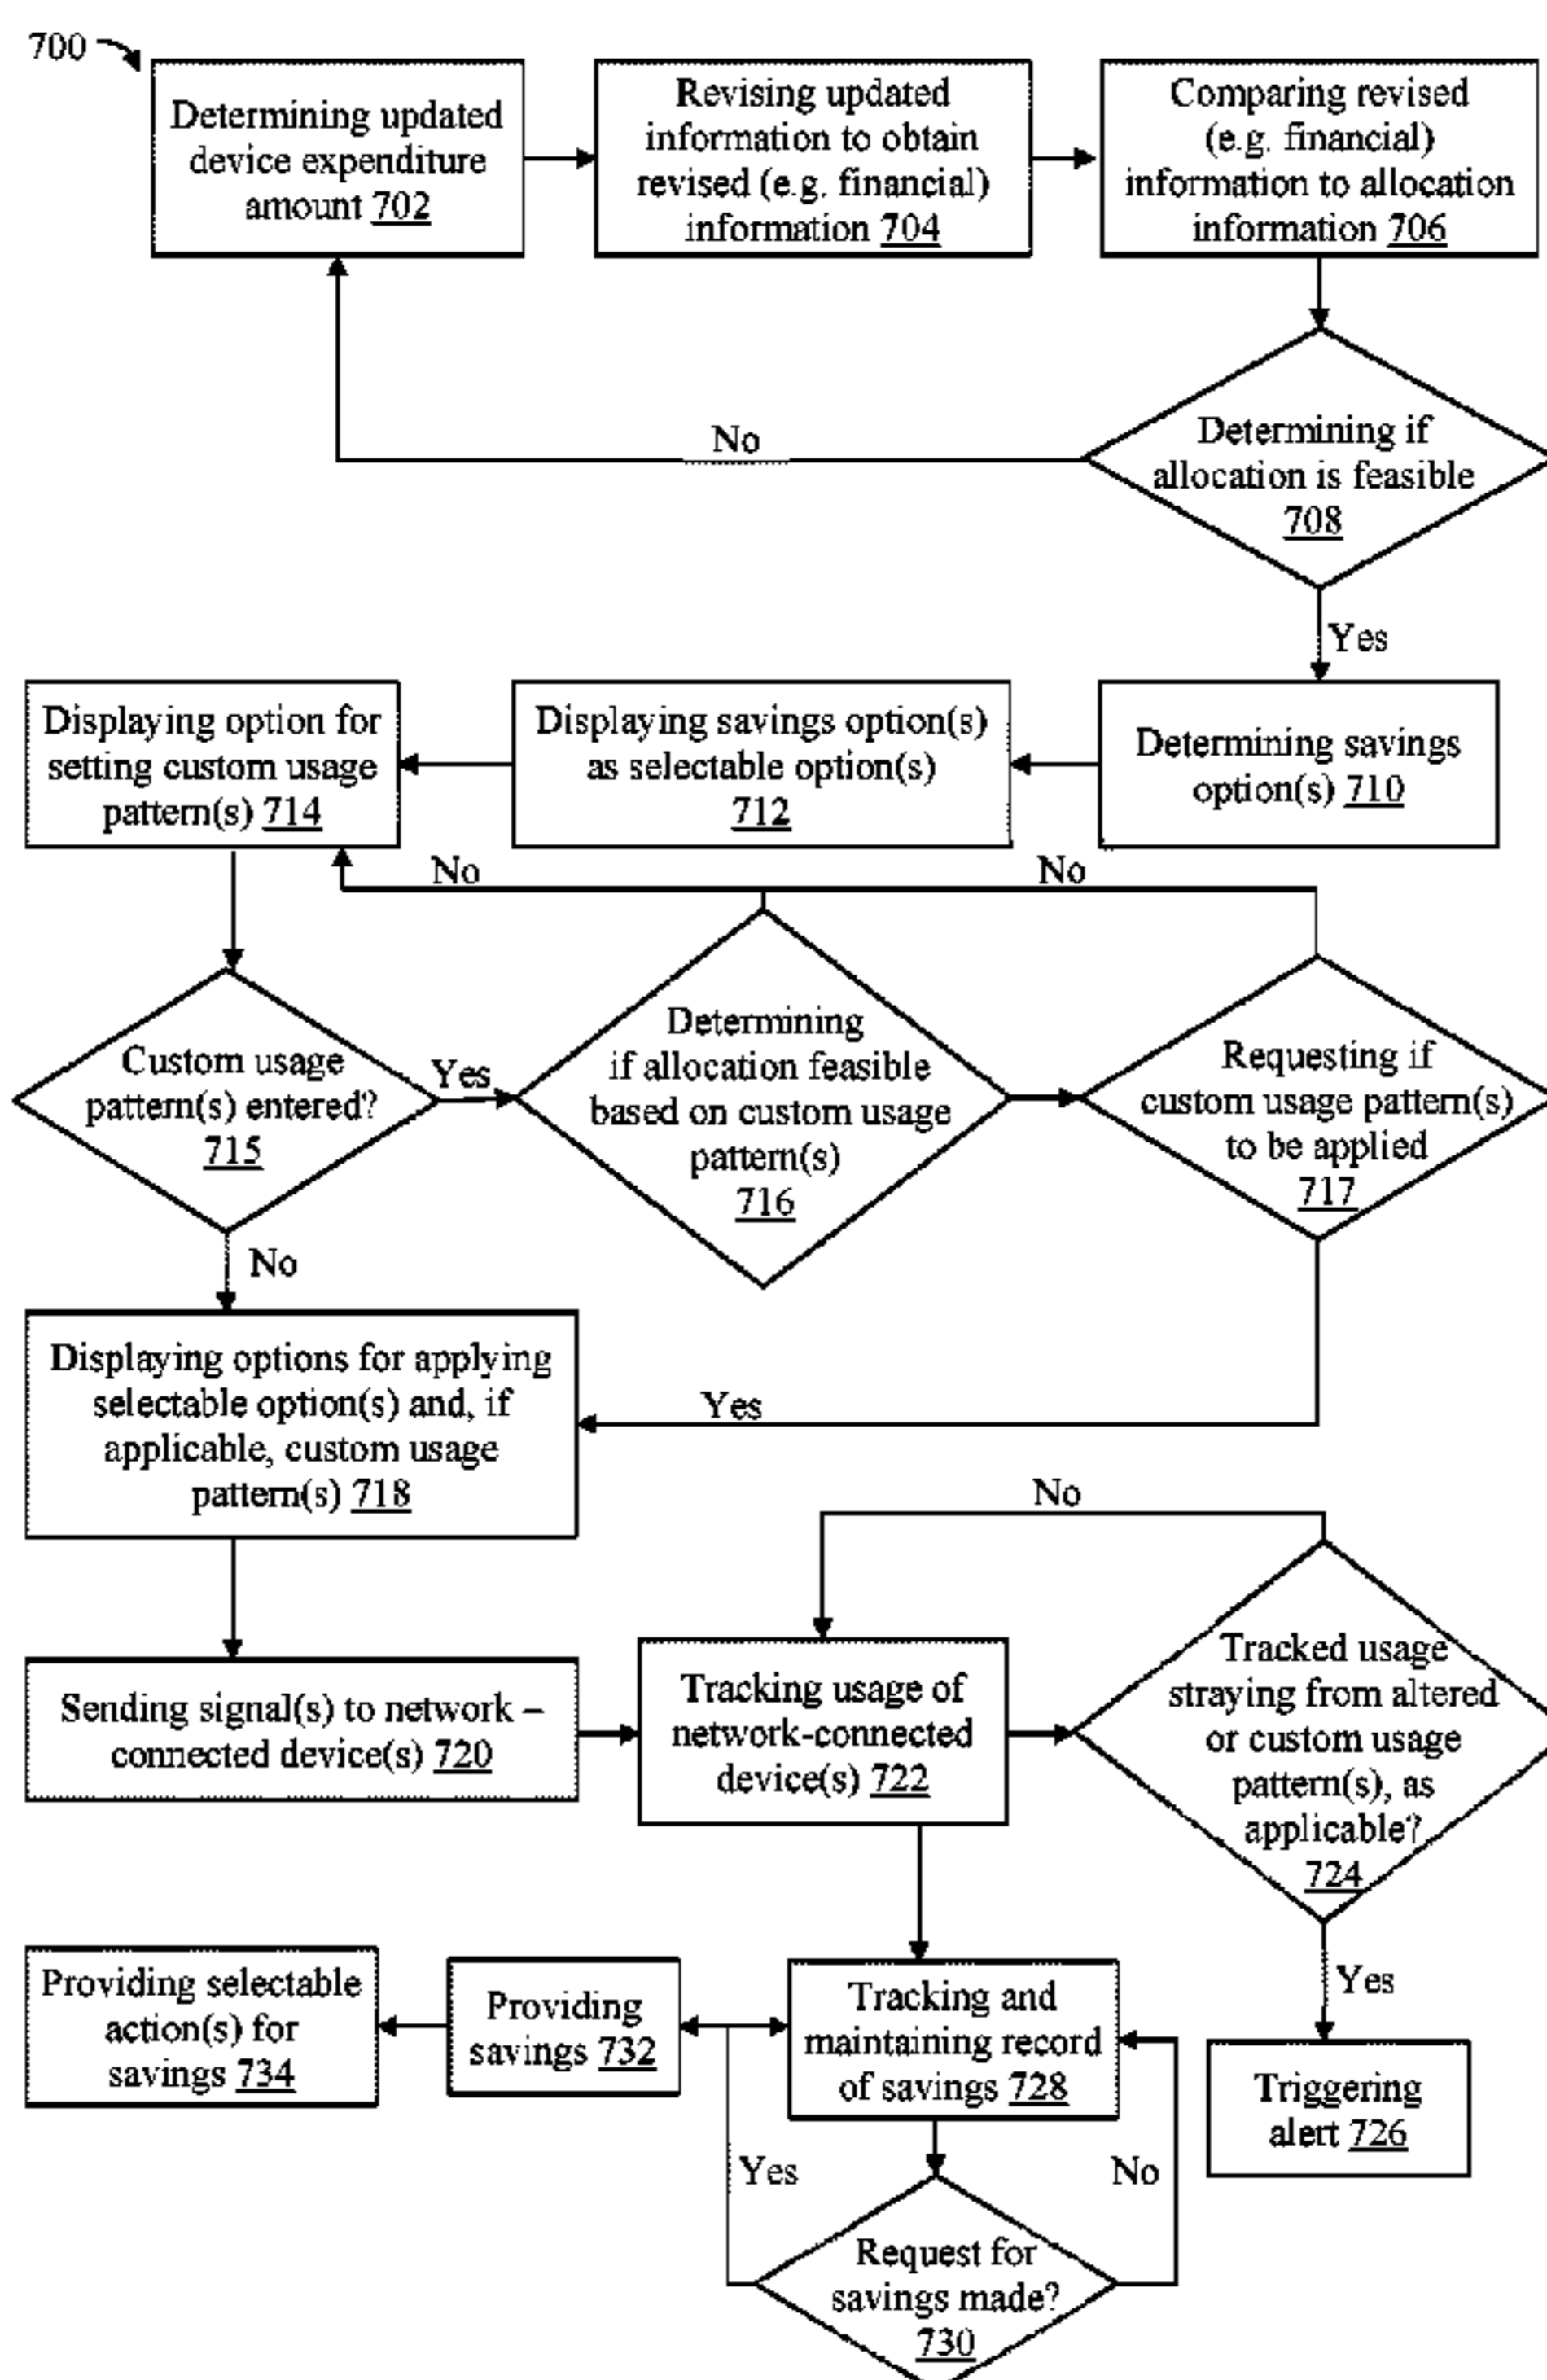 700
Determining updated
device expenditure
amount 702
Revising updated
information to obtain
revised (e.g. financial)
information 704
Comparing revised
(e.g. financial)
information to allocation
information 706
No
Determining if
allocation is feasible
708
Yes
Displaying option for
setting custom usage
pattern(s) 714
Displaying savings option(s)
as selectable option(s)
712
Determining savings
option(s) 710
No
No
Custom usage
pattern(s) entered?
715
Yes
Determining
if allocation feasible
based on custom usage
pattern(s)
716
Requesting if
custom usage pattern(s)
to be applied
717
No
Displaying options for applying
selectable option(s) and, if
applicable, custom usage
pattern(s) 718
Yes
No
Sending signal(s) to network –
connected device(s) 720
Tracking usage of
network-connected
device(s) 722
Tracked usage
straying from altered
or custom usage
pattern(s), as
applicable?
724
Yes
Providing selectable
action(s) for
savings 734
Providing
savings 732
Tracking and
maintaining record
of savings 728
Triggering
alert 726
Yes
No
Request for
savings made?
730